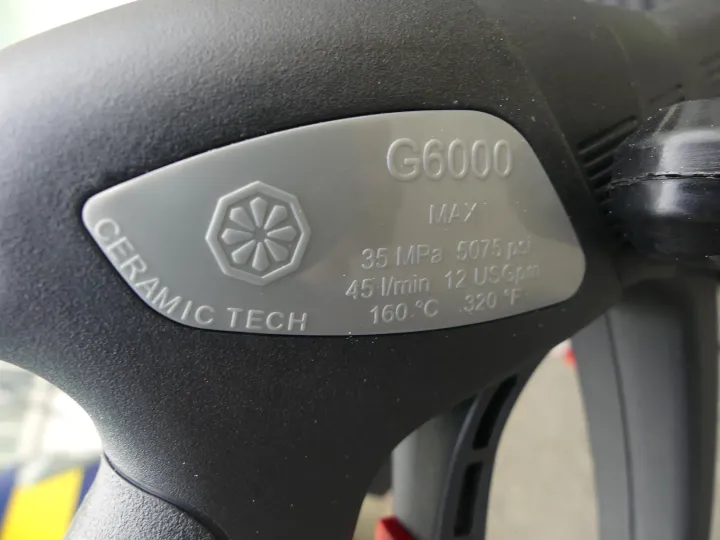 G6000
MAX
35 MPa 5075 psi
45 l/min 12 USGpm
160 °C 320 °F
CERAMIC TECH